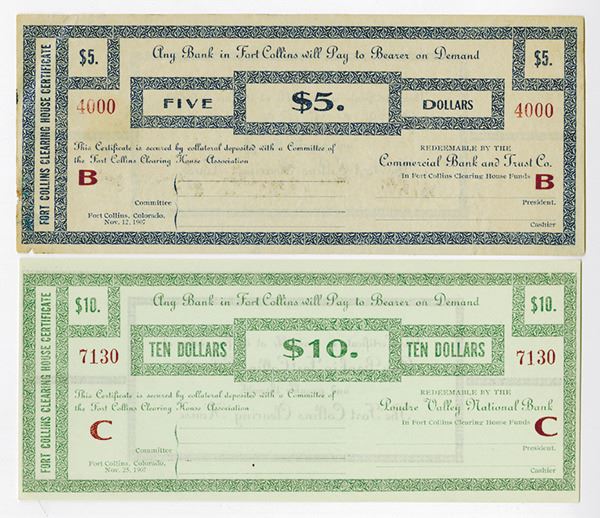 FORT COLLINS CLEARING HOUSE CERTIFICATE
$5. Any Bank in Fort Collins will Pay to Bearer on Demand $5.
4000 FIVE $5. DOLLARS 4000
This Certificate is secured by collateral deposited with a Committee of
the Fort Collins Clearing House Association
REDEEMABLE BY THE
Commercial Bank and Trust Co.
In Fort Collins Clearing House Funds
B B
Committee President.
Fort Collins, Colorado,
Nov. 12, 1907
Cashier
FORT COLLINS CLEARING HOUSE CERTIFICATE
$10. Any Bank in Fort Collins will Pay to Bearer on Demand $10.
7130 TEN DOLLARS $10. TEN DOLLARS 7130
This Certificate is secured by collateral deposited with a Committee of
the Fort Collins Clearing House Association
REDEEMABLE BY THE
Poudre Valley National Bank
In Fort Collins Clearing House Funds
C C
Committee President.
Fort Collins, Colorado,
Nov. 25, 1907
Cashier